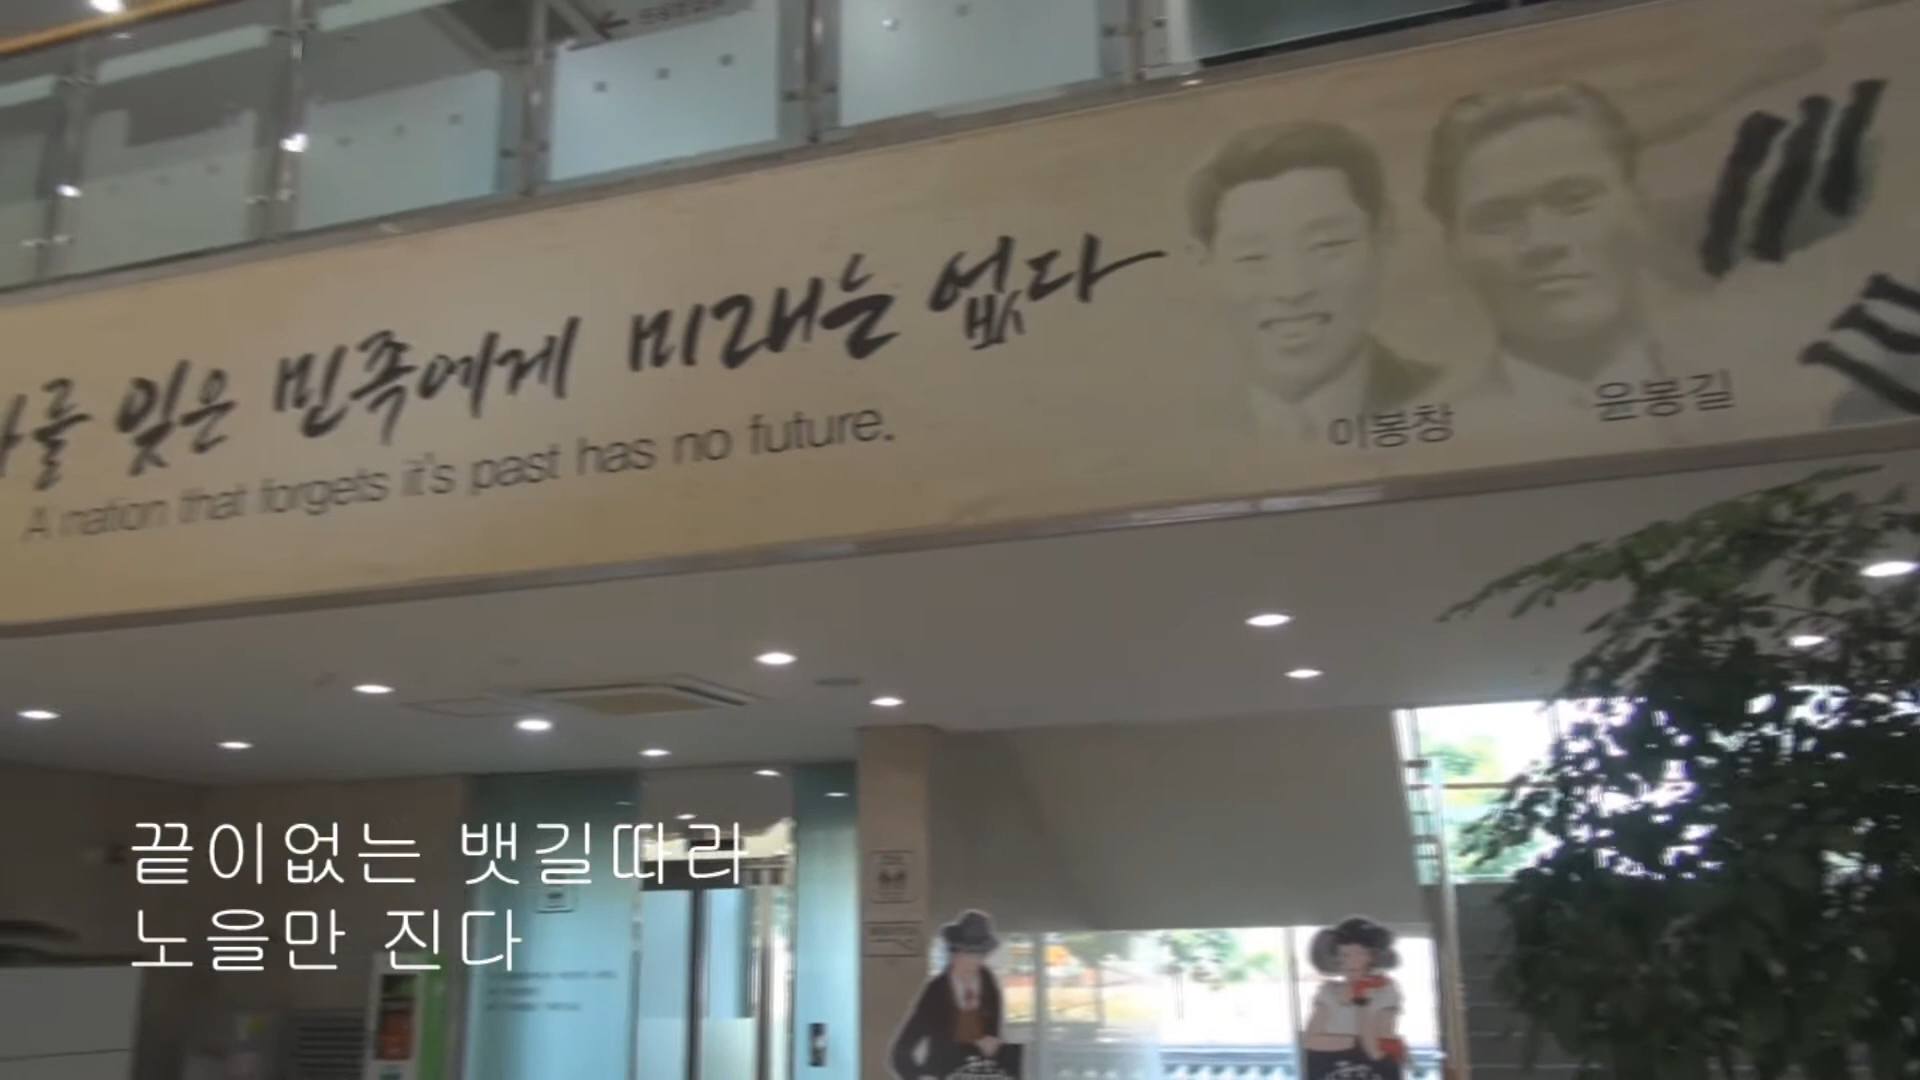 를 잊은 민족에게 미래는 없다
A nation that forgets it's past has no future.
이봉창
윤봉길
끝이없는 뱃길따라
노을만 진다